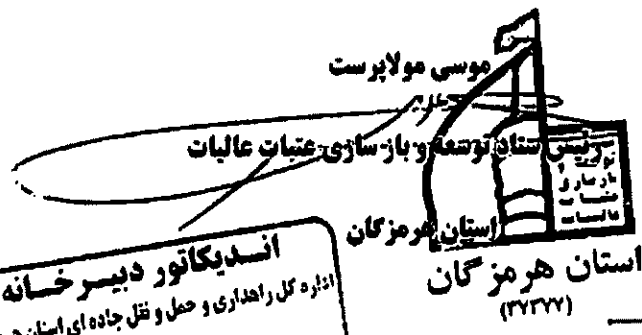 موسی مولاپرست
رئیس ستاد توسعه و بازسازی عتبات عالیات
استان هرمزگان
استان هرمزگان
(۳۷۳۷۷)
اندیکاتور دبیرخانه
اداره کل راهداری و حمل و نقل جاده ای استان